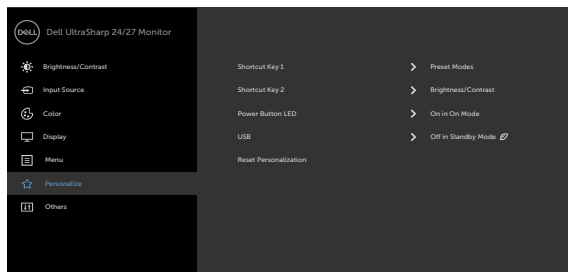 DELL Dell UltraSharp 24/27 Monitor
Brightness/Contrast Shortcut Key 1 Preset Modes
Input Source Shortcut Key 2 Brightness/Contrast
Color Power Button LED On in On Mode
Display USB Off in Standby Mode
Menu Reset Personalization
Personalize
Others